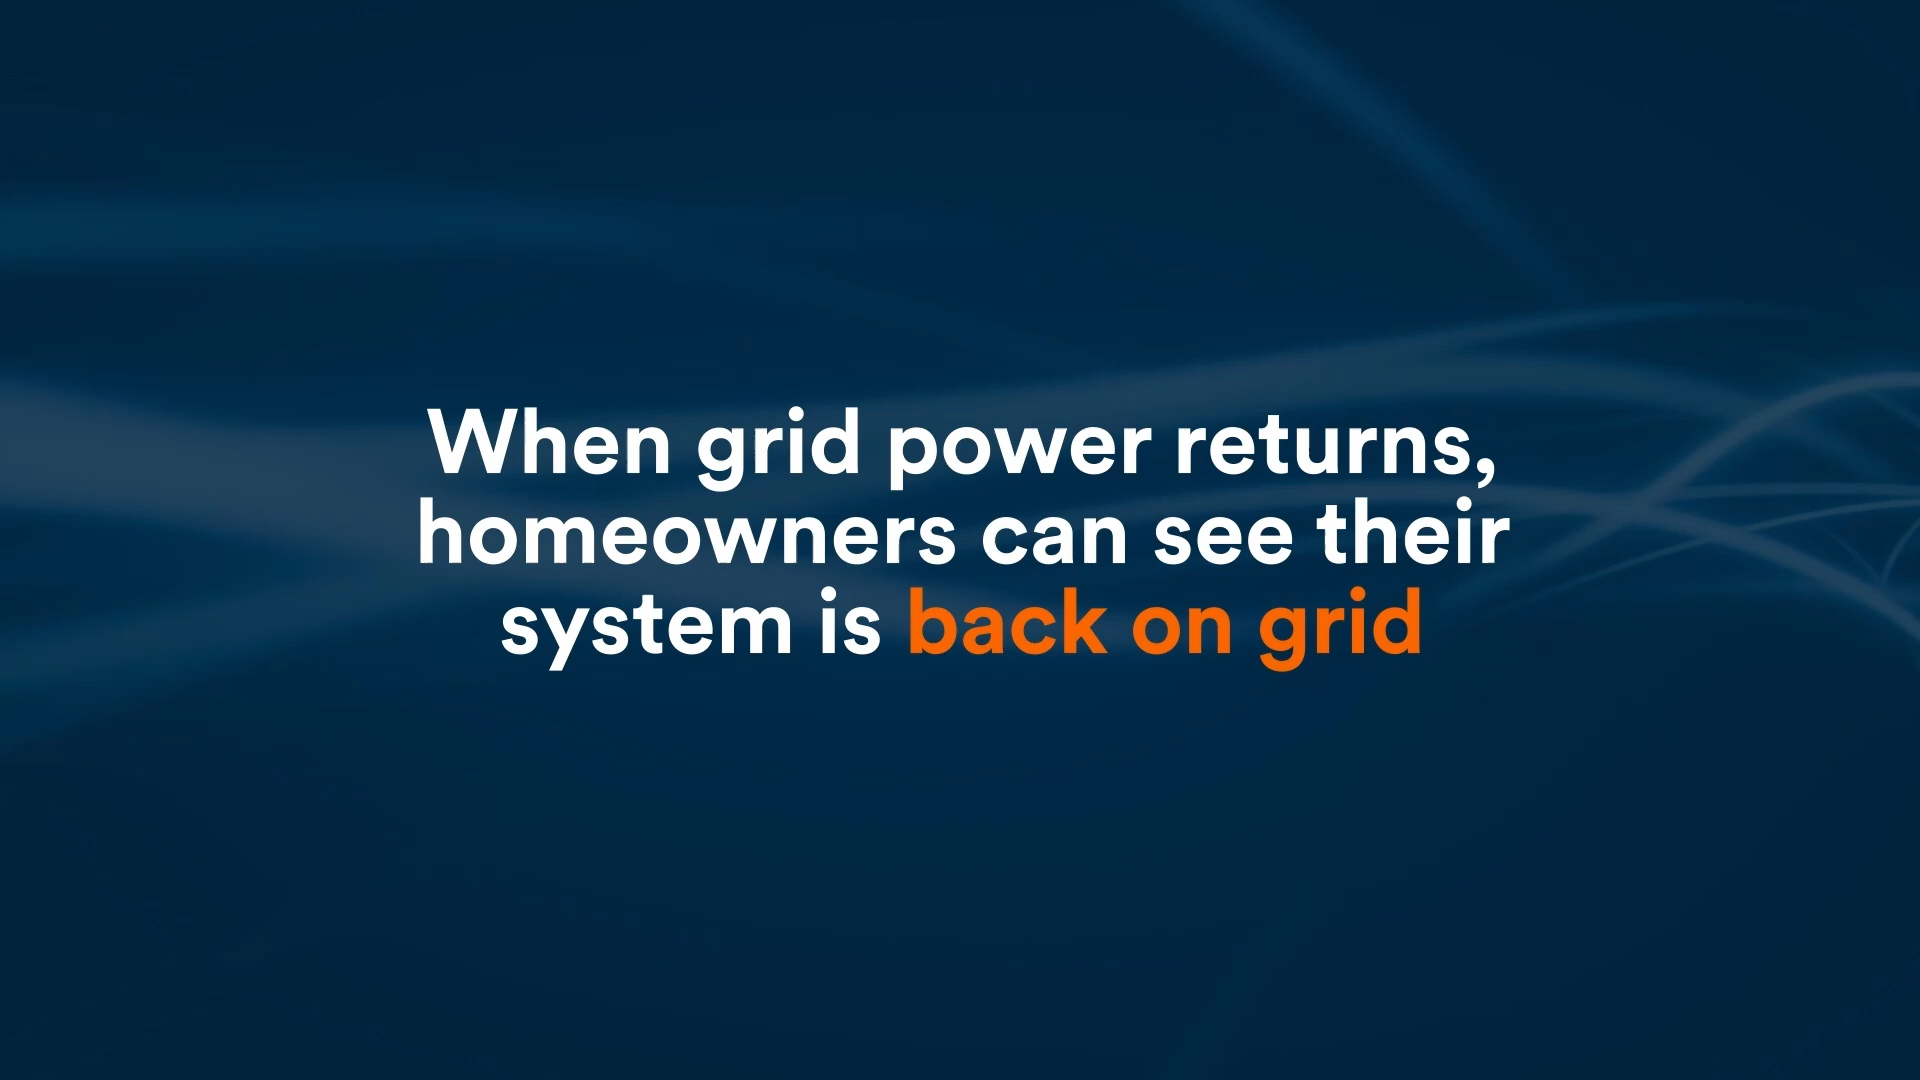 When grid power returns,
homeowners can see their
system is back on grid